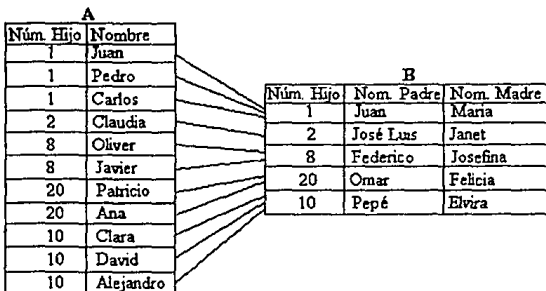 A
Núm. Hijo Nombre
1 Juan
1 Pedro
1 Carlos
2 Claudia
8 Oliver
8 Javier
20 Patricio
20 Ana
10 Clara
10 David
10 Alejandro
B
Núm. Hijo Nom. Padre Nom. Madre
1 Juan Maria
2 José Luis Janet
8 Federico Josefina
20 Omar Felicia
10 Pepé Elvira